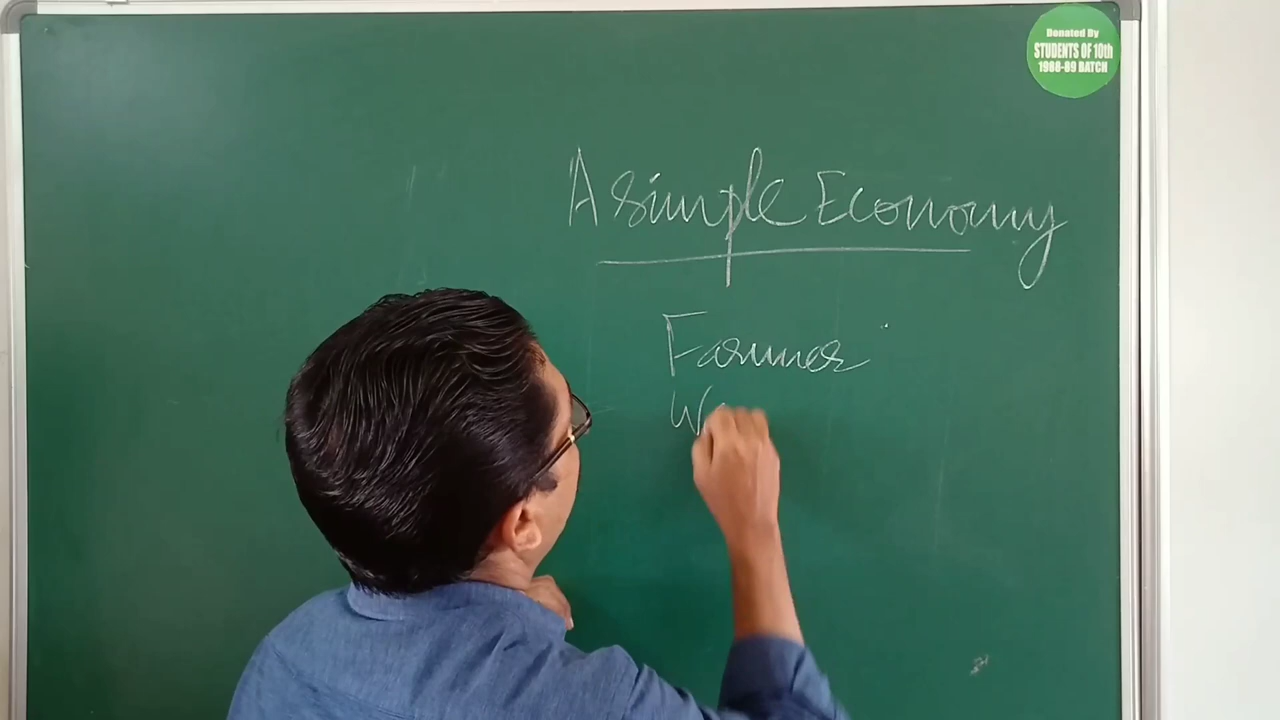 Donated By
STUDENTS OF 10th
1988-89 BATCH
A simple Economy
Farmer